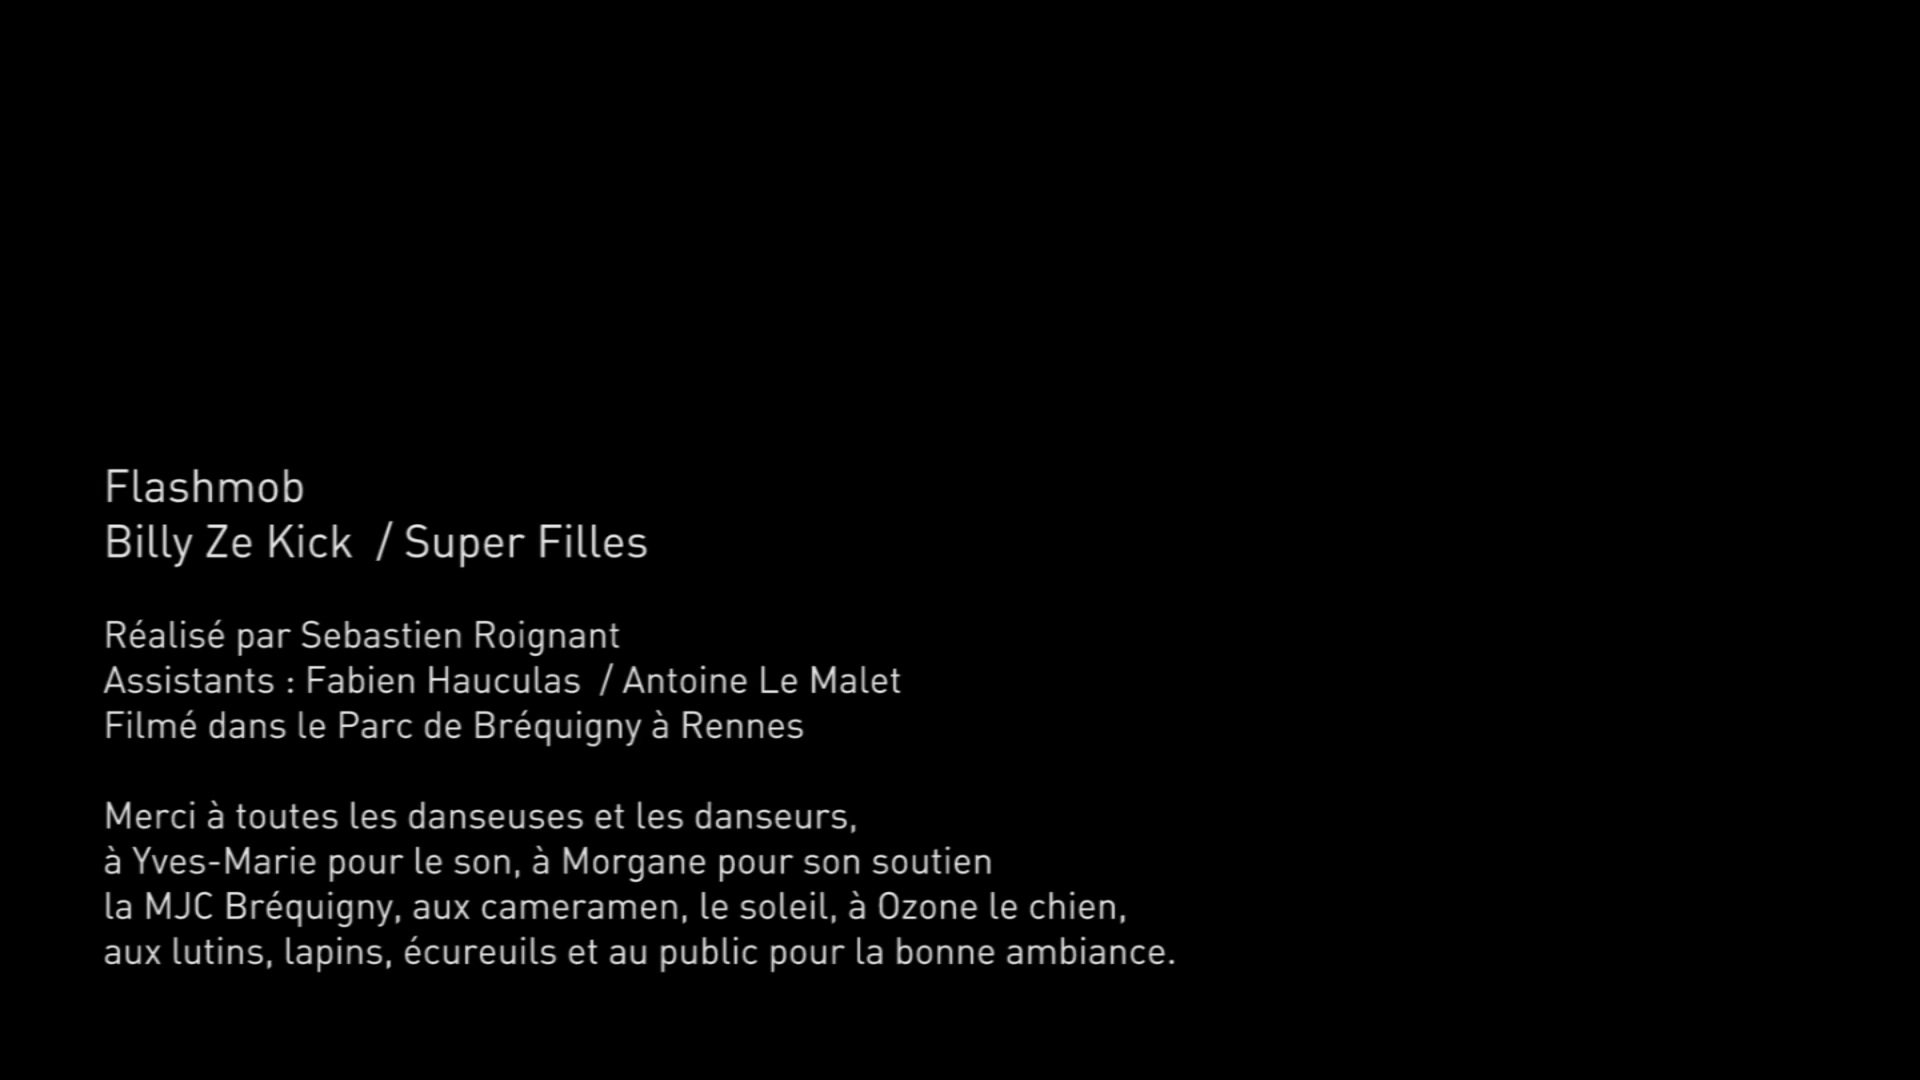 Flashmob
Billy Ze Kick / Super Filles
Réalisé par Sebastien Roignant
Assistants : Fabien Hauculas / Antoine Le Malet
Filmé dans le Parc de Bréquigny à Rennes
Merci à toutes les danseuses et les danseurs,
à Yves-Marie pour le son, à Morgane pour son soutien
la MJC Bréquigny, aux cameramen, le soleil, à Ozone le chien,
aux lutins, lapins, écureuils et au public pour la bonne ambiance.